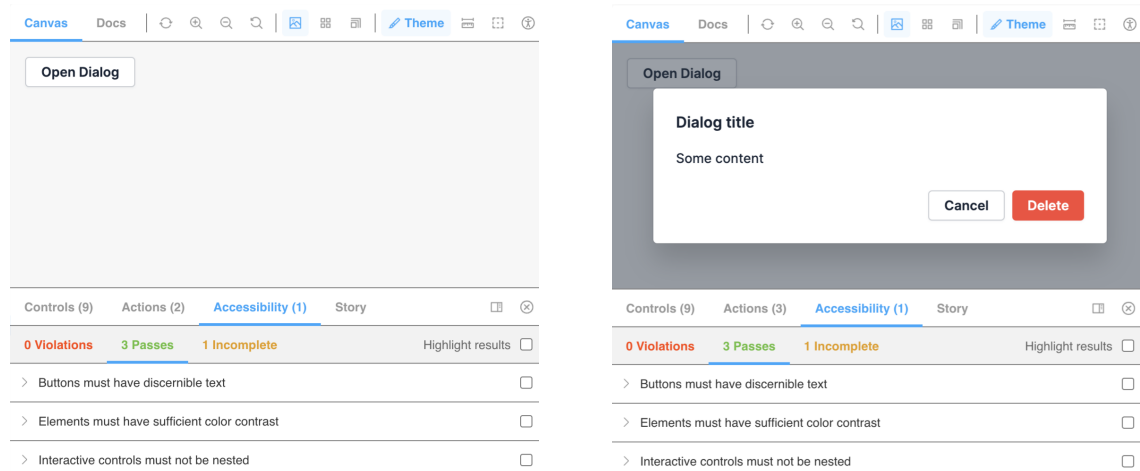 Canvas Docs Theme
Open Dialog
Controls (9) Actions (2) Accessibility (1) Story
0 Violations 3 Passes 1 Incomplete Highlight results
Buttons must have discernible text
Elements must have sufficient color contrast
Interactive controls must not be nested
Canvas Docs Theme
Open Dialog
Dialog title
Some content
Cancel Delete
Controls (9) Actions (3) Accessibility (1) Story
0 Violations 3 Passes 1 Incomplete Highlight results
Buttons must have discernible text
Elements must have sufficient color contrast
Interactive controls must not be nested